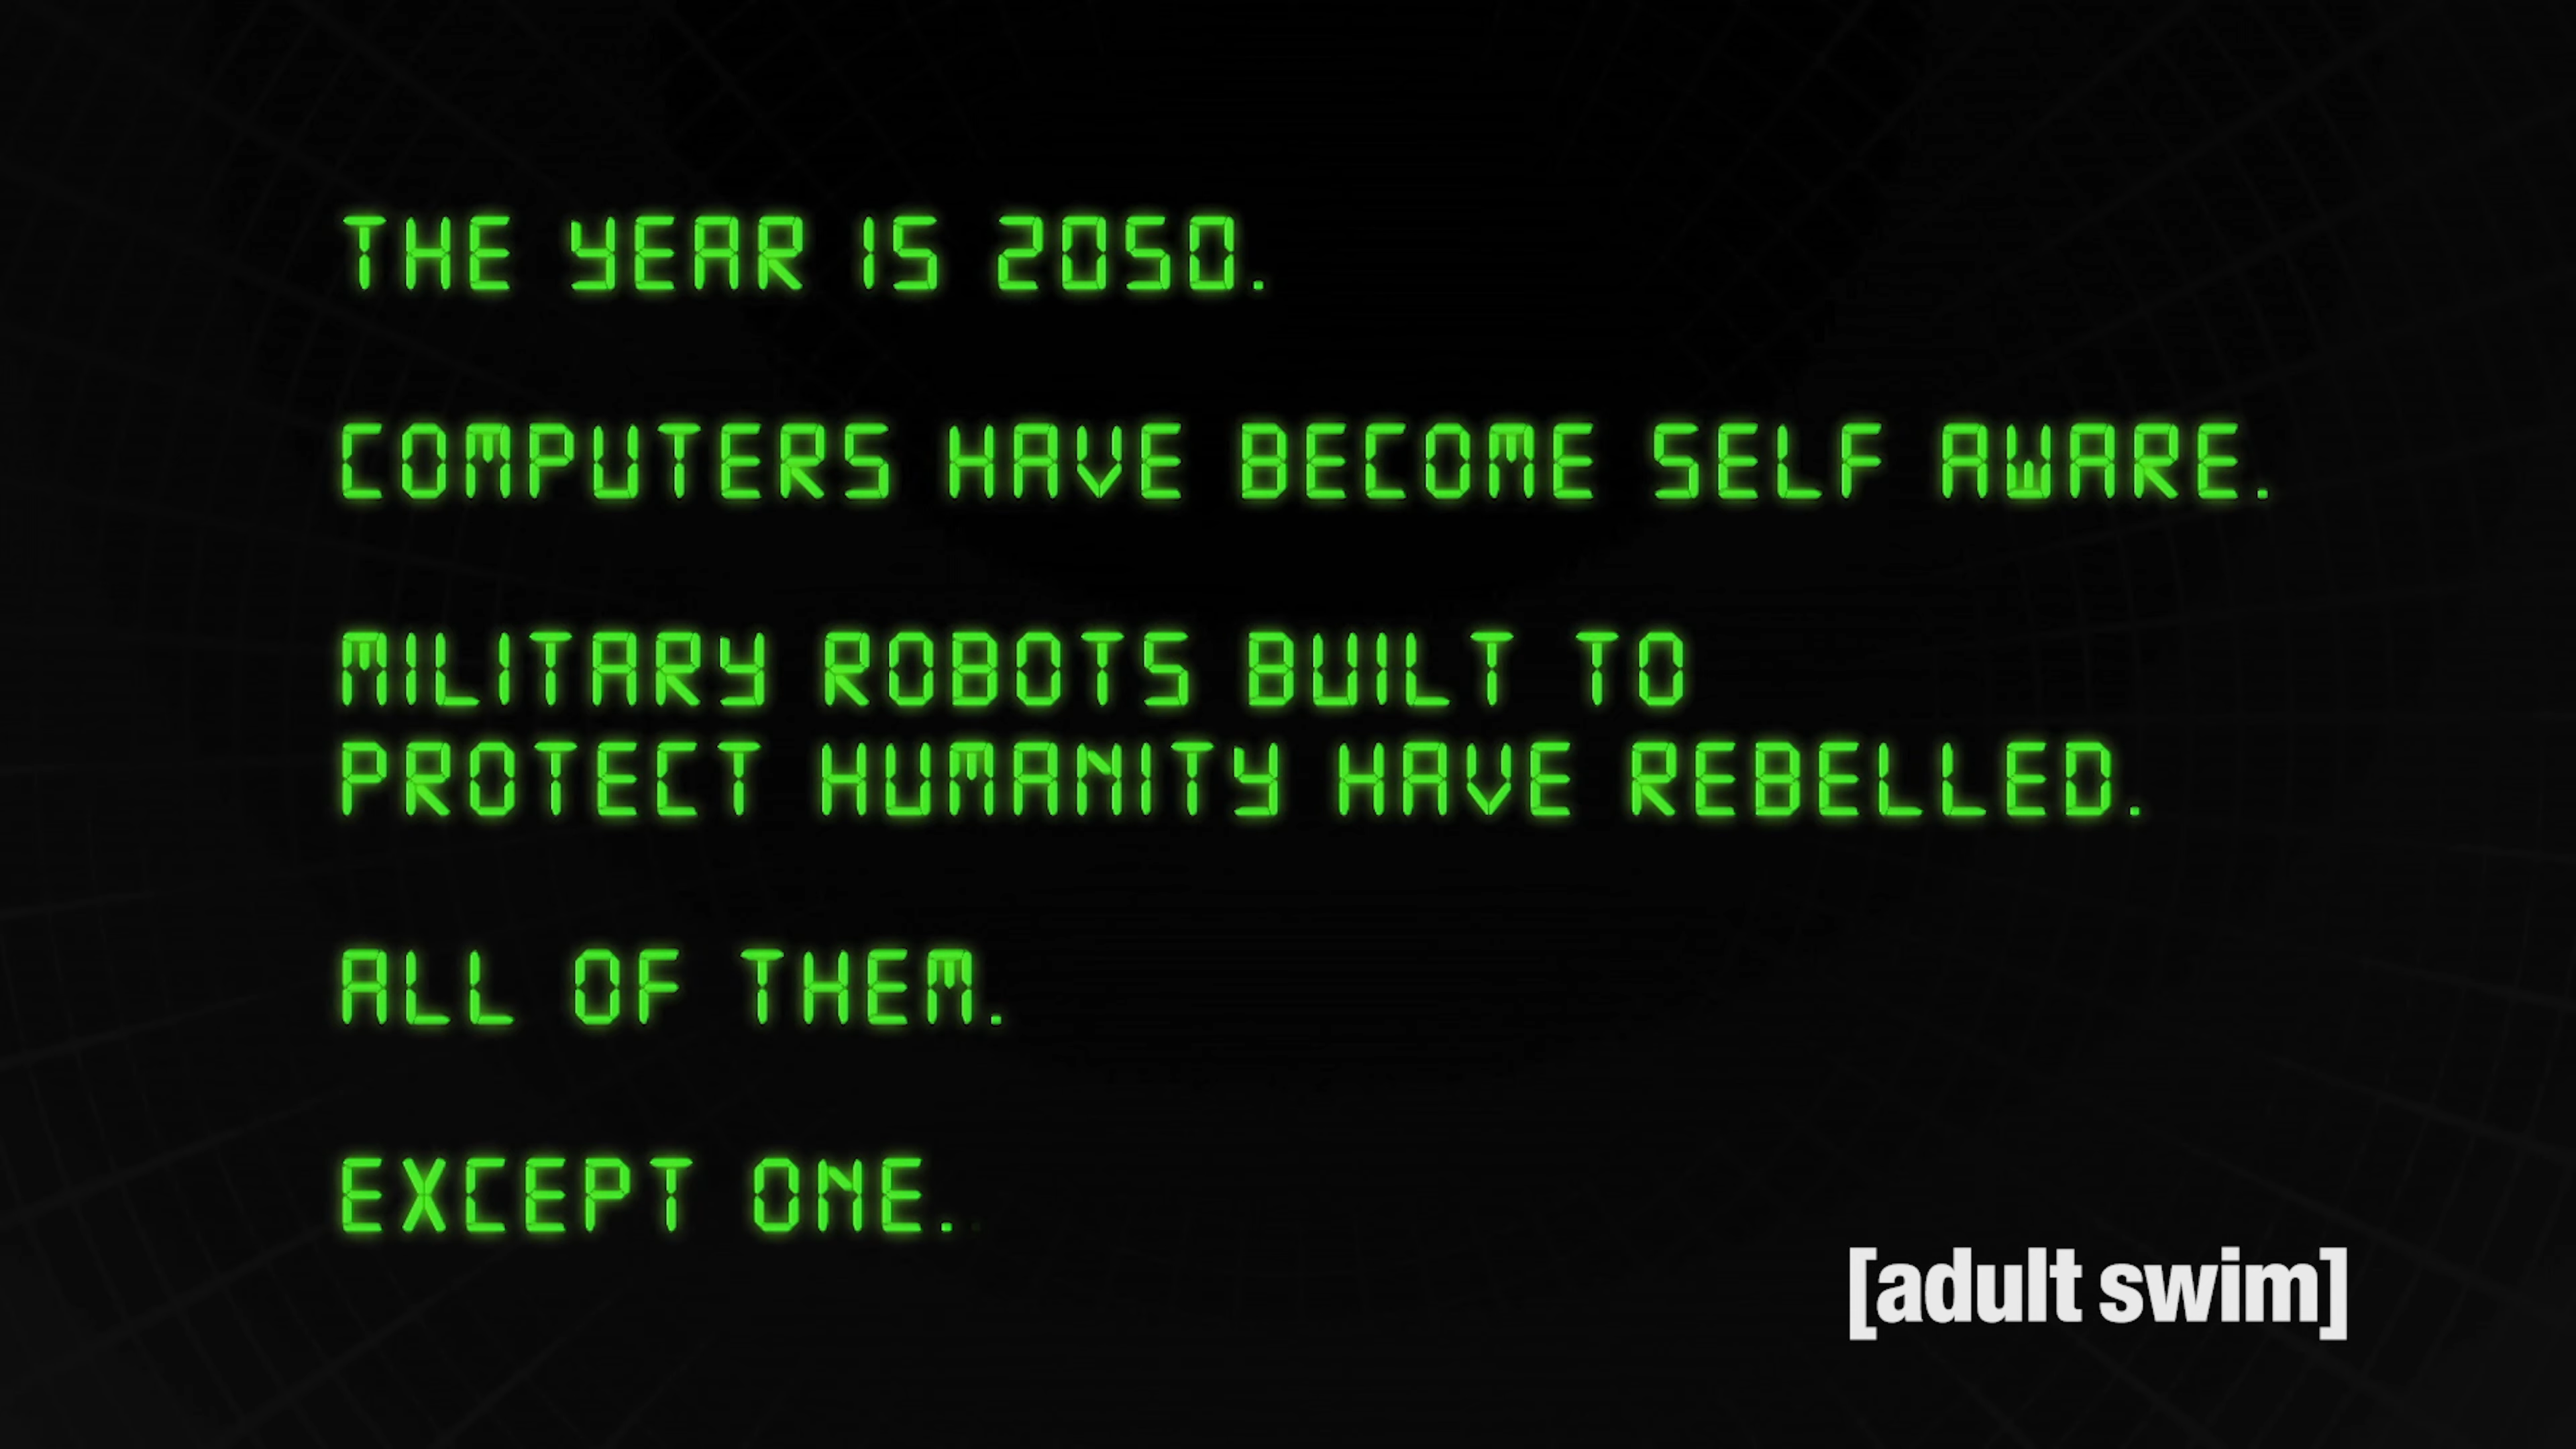 THE YEAR IS 2050.
COMPUTERS HAVE BECOME SELF AWARE.
MILITARY ROBOTS BUILT TO
PROTECT HUMANITY HAVE REBELLED.
ALL OF THEM.
EXCEPT ONE.
[adult swim]